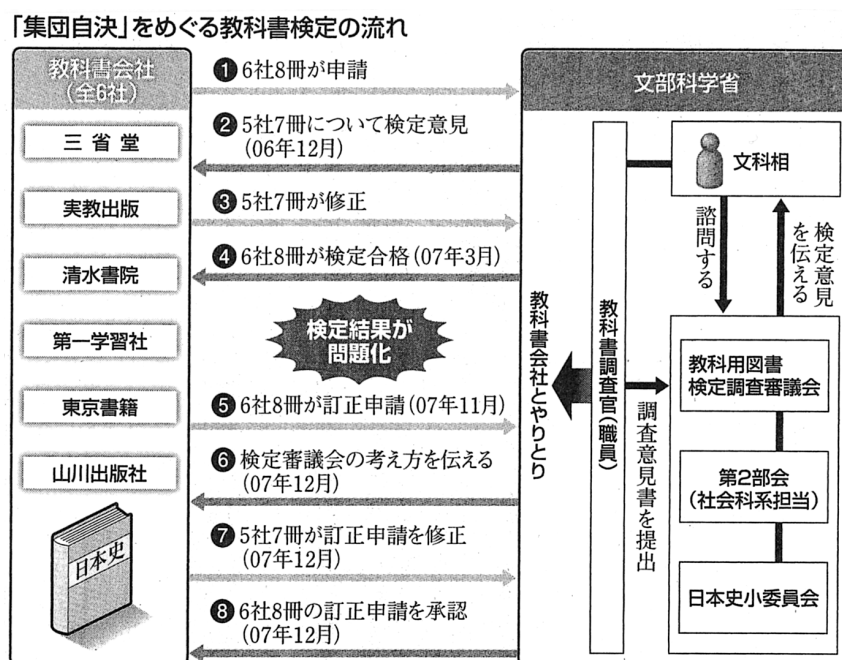 「集団自決」をめぐる教科書検定の流れ
教科書会社
(全6社)
三省堂
実教出版
清水書院
第一学習社
東京書籍
山川出版社
日本史
❶ 6社8冊が申請
❷ 5社7冊について検定意見
(06年12月)
❸ 5社7冊が修正
❹ 6社8冊が検定合格(07年3月)
検定結果が
問題化
❺ 6社8冊が訂正申請(07年11月)
❻ 検定審議会の考え方を伝える
(07年12月)
❼ 5社7冊が訂正申請を修正
(07年12月)
❽ 6社8冊の訂正申請を承認
(07年12月)
文部科学省
教科書会社とやりとり
教科書調査官(職員)
文科相
諮問する
検定意見
を伝える
調査意見書を提出
教科用図書
検定調査審議会
第2部会
(社会科系担当)
日本史小委員会